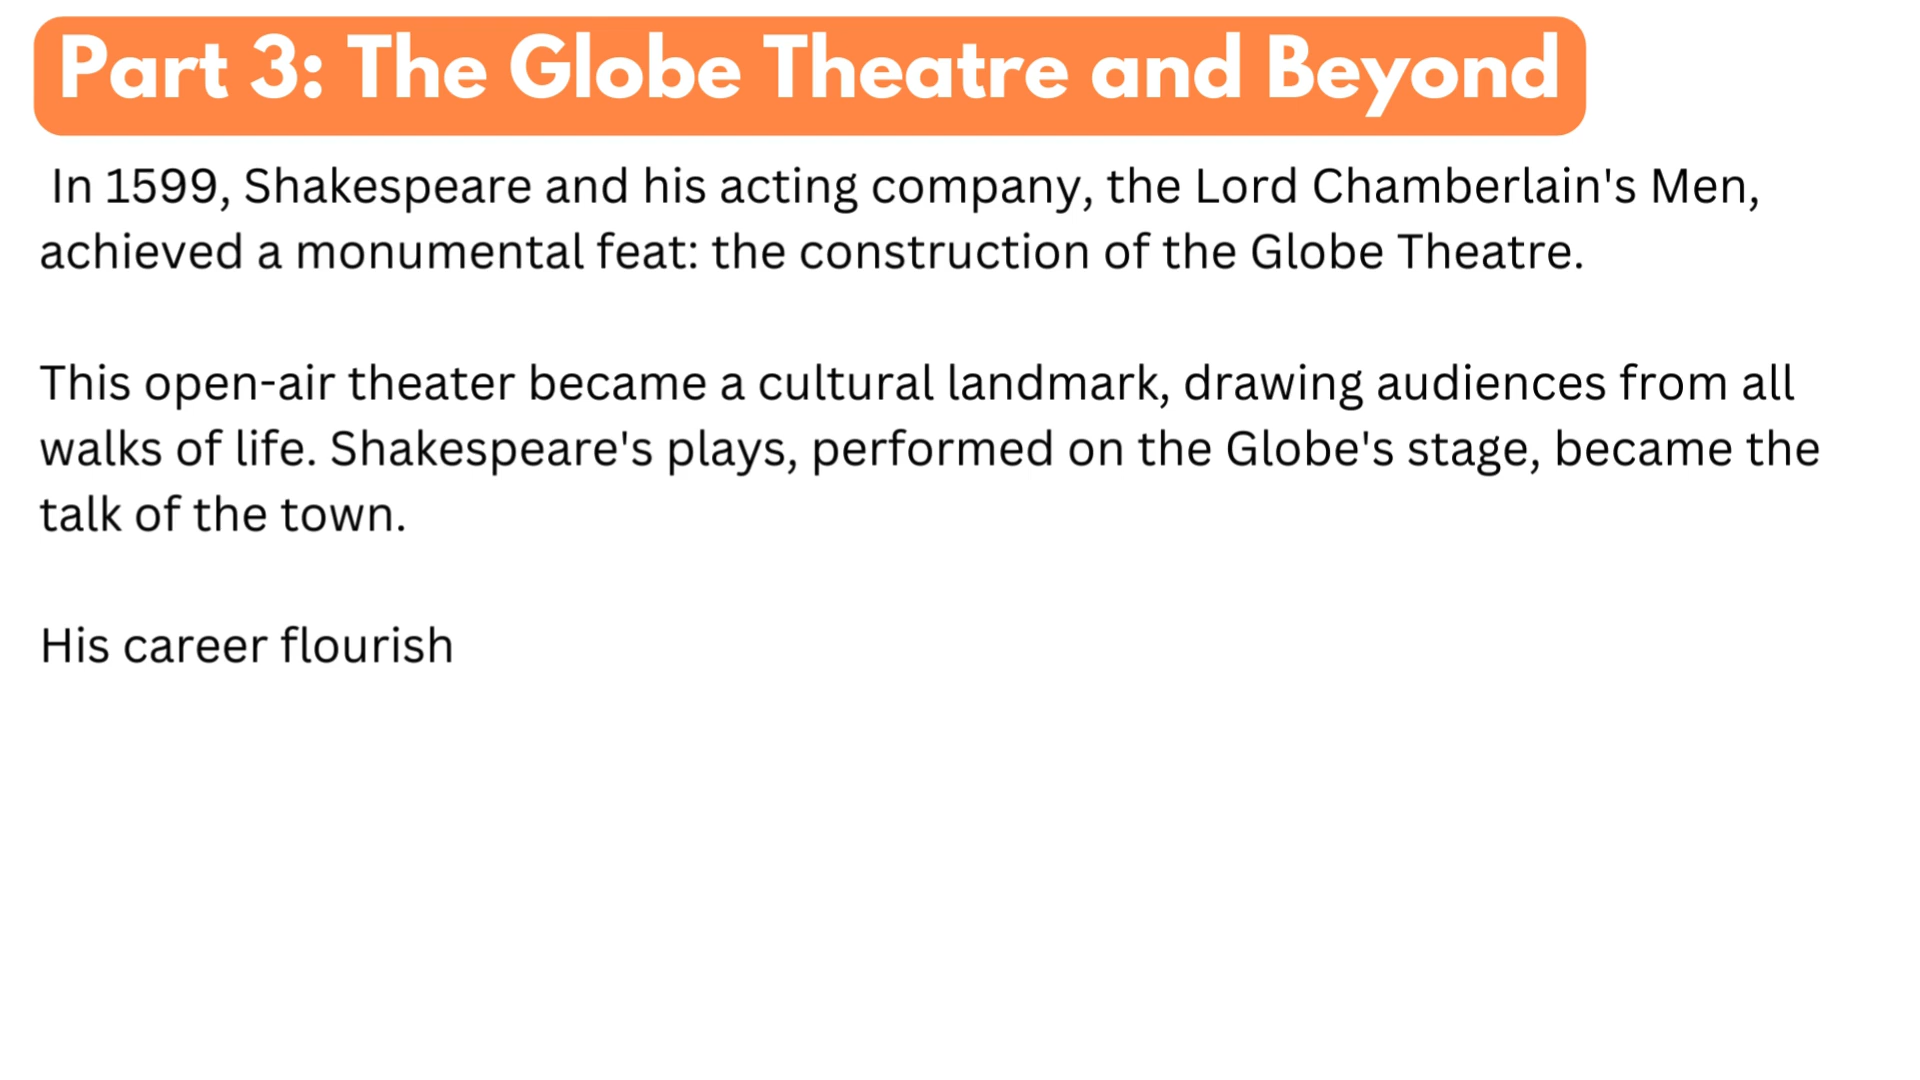 Part 3: The Globe Theatre and Beyond
In 1599, Shakespeare and his acting company, the Lord Chamberlain's Men,
achieved a monumental feat: the construction of the Globe Theatre.
This open-air theater became a cultural landmark, drawing audiences from all
walks of life. Shakespeare's plays, performed on the Globe's stage, became the
talk of the town.
His career flourish